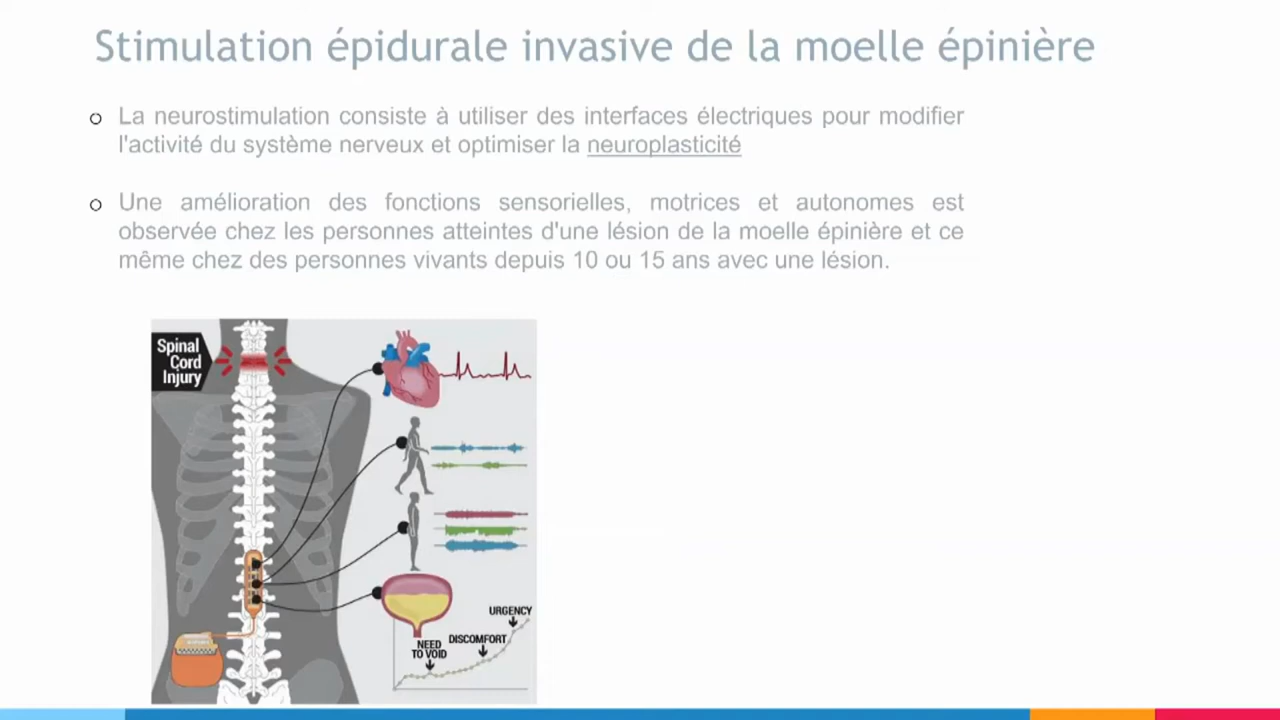 Stimulation épidurale invasive de la moelle épinière
La neurostimulation consiste à utiliser des interfaces électriques pour modifier
l'activité du système nerveux et optimiser la neuroplasticité
Une amélioration des fonctions sensorielles, motrices et autonomes est
observée chez les personnes atteintes d'une lésion de la moelle épinière et ce
même chez des personnes vivants depuis 10 ou 15 ans avec une lésion.
Spinal
Cord
Injury
URGENCY
DISCOMFORT
NEED
TO VOID